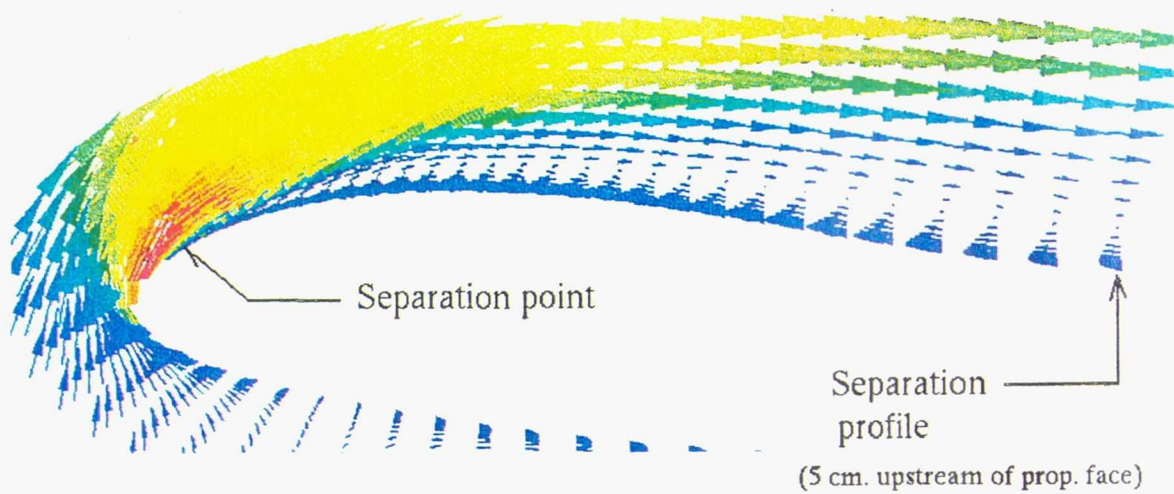 Separation point
Separation
profile
(5 cm. upstream of prop. face)